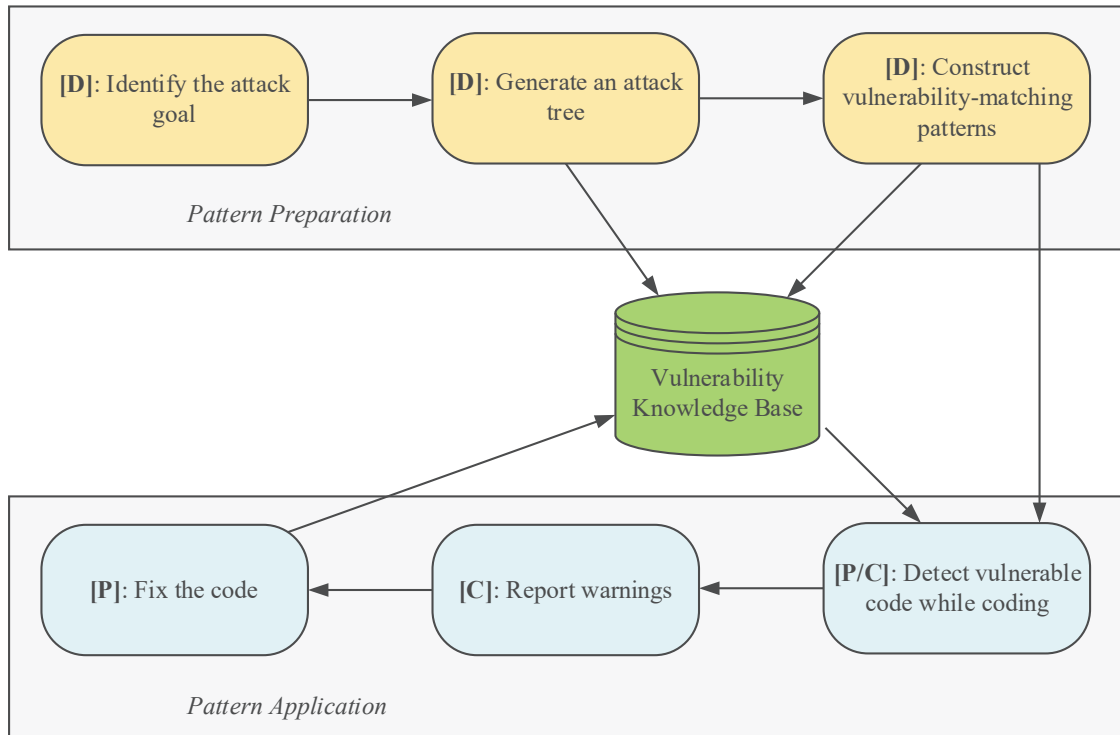 [D]: Identify the attack
goal
[D]: Generate an attack
tree
[D]: Construct
vulnerability-matching
patterns
Pattern Preparation
Vulnerability
Knowledge Base
[P]: Fix the code
[C]: Report warnings
[P/C]: Detect vulnerable
code while coding
Pattern Application